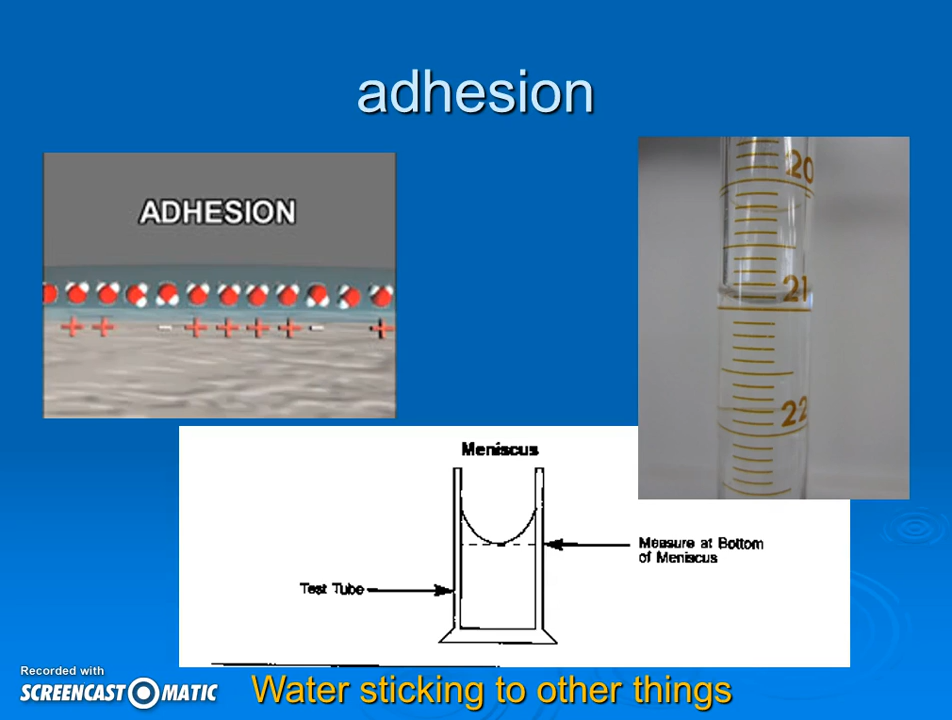 adhesion
ADHESION
20
21
22
Meniscus
Measure at Bottom
of Meniscus
Test Tube
Recorded with
SCREENCAST MATIC
Water sticking to other things